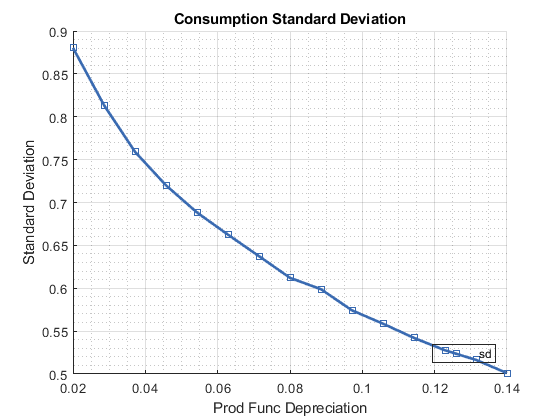 Consumption Standard Deviation
0.9
0.85
0.8
0.75
0.7
0.65
0.6
0.55
0.5
Standard Deviation
sd
0.02 0.04 0.06 0.08 0.1 0.12 0.14
Prod Func Depreciation